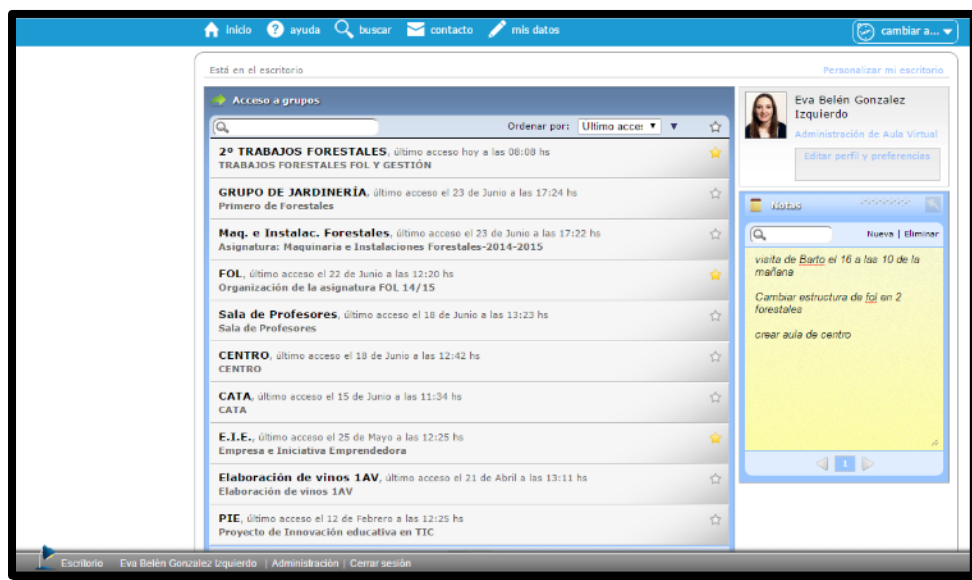 inicio ayuda buscar contacto mis datos cambiar a...
Está en el escritorio Personalizar mi escritorio
Acceso a grupos
Ordenar por: Ultimo acce:
2º TRABAJOS FORESTALES, último acceso hoy a las 08:08 hs
TRABAJOS FORESTALES FOL Y GESTIÓN
GRUPO DE JARDINERÍA, último acceso el 23 de Junio a las 17:24 hs
Primero de Forestales
Maq. e Instalac. Forestales, último acceso el 23 de Junio a las 17:22 hs
Asignatura: Maquinaria e Instalaciones Forestales-2014-2015
FOL, último acceso el 22 de Junio a las 12:20 hs
Organización de la asignatura FOL 14/15
Sala de Profesores, último acceso el 18 de Junio a las 13:23 hs
Sala de Profesores
CENTRO, último acceso el 18 de Junio a las 12:42 hs
CENTRO
CATA, último acceso el 15 de Junio a las 11:34 hs
CATA
E.I.E., último acceso el 25 de Mayo a las 12:25 hs
Empresa e Iniciativa Emprendedora
Elaboración de vinos 1AV, último acceso el 21 de Abril a las 13:11 hs
Elaboración de vinos 1AV
PIE, último acceso el 12 de Febrero a las 12:25 hs
Proyecto de Innovación educativa en TIC
Eva Belén Gonzalez
Izquierdo
Administración de Aula Virtual
Editar perfil y preferencias
Notas
Nueva | Eliminar
visita de Barto el 16 a las 10 de la
mañana
Cambiar estructura de fol en 2
forestales
crear aula de centro
1
Escritorio Eva Belén Gonzalez Izquierdo | Administración | Cerrar sesión